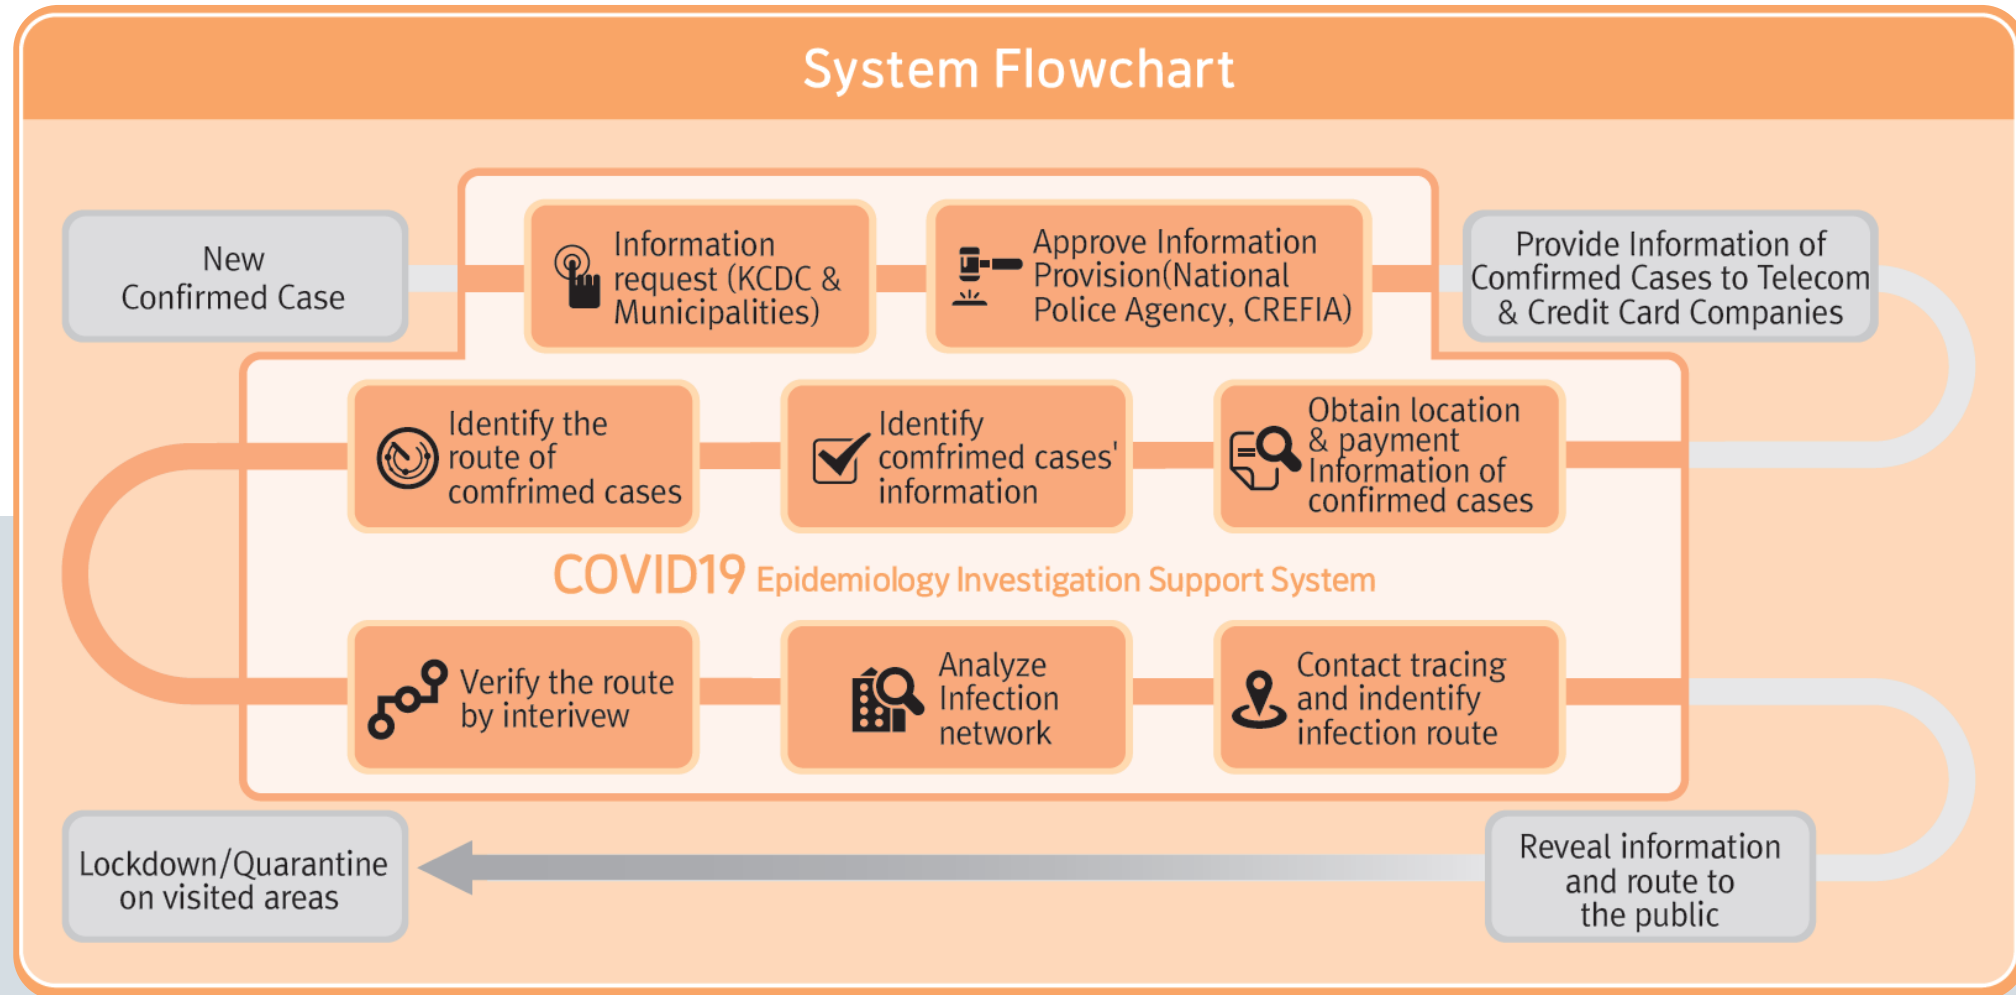 System Flowchart
New
Confirmed Case
Information
request (KCDC &
Municipalities)
Approve Information
Provision(National
Police Agency, CREFIA)
Provide Information of
Comfirmed Cases to Telecom
& Credit Card Companies
Identify the
route of
comfrimed cases
Identify
comfrimed cases'
information
Obtain location
& payment
Information of
confirmed cases
COVID19 Epidemiology Investigation Support System
Verify the route
by interivew
Analyze
Infection
network
Contact tracing
and indentify
infection route
Lockdown/Quarantine
on visited areas
Reveal information
and route to
the public